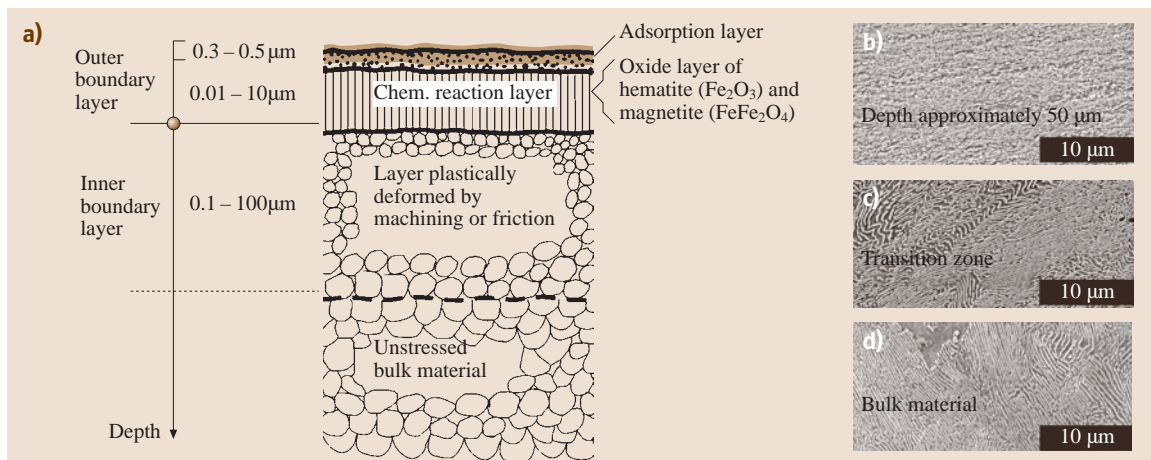 a)
Outer
boundary
layer
0.3 – 0.5 µm
0.01 – 10µm
Inner
boundary
layer
0.1 – 100µm
Depth
Chem. reaction layer
Layer plastically
deformed by
machining or friction
Unstressed
bulk material
Adsorption layer
Oxide layer of
hematite (Fe₂O₃) and
magnetite (FeFe₂O₄)
b)
Depth approximately 50 µm
10 µm
c)
Transition zone
10 µm
d)
Bulk material
10 µm